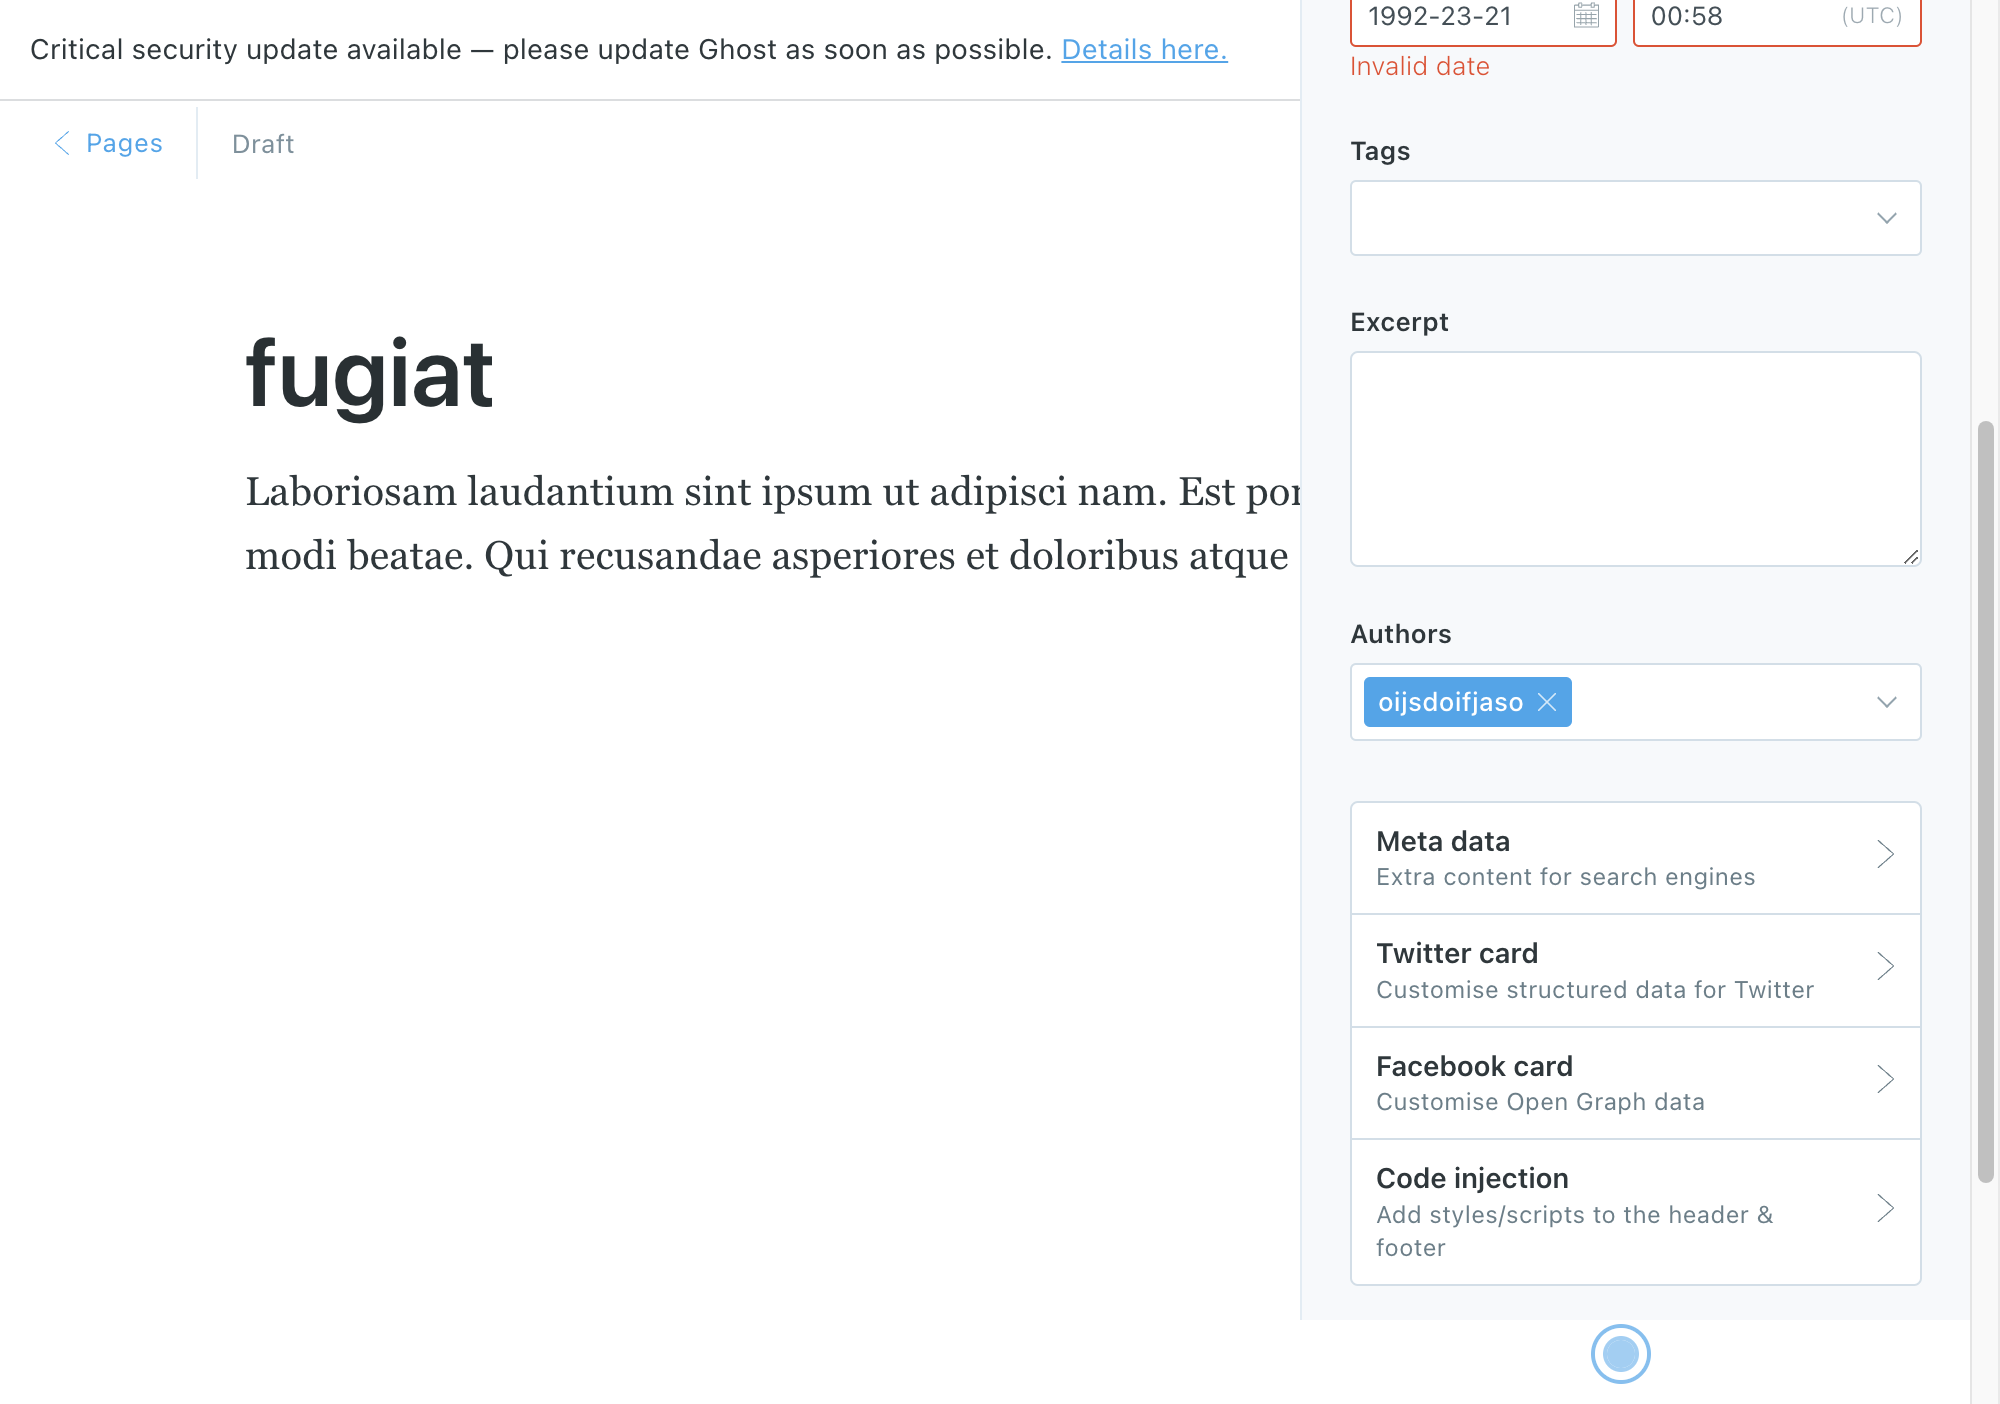 Critical security update available — please update Ghost as soon as possible. Details here.
Pages
Draft
fugiat
Laboriosam laudantium sint ipsum ut adipisci nam. Est
modi beatae. Qui recusandae asperiores et doloribus atque
1992-23-21
00:58 (UTC)
Invalid date
Tags
Excerpt
Authors
oijsdoifjaso
Meta data
Extra content for search engines
Twitter card
Customise structured data for Twitter
Facebook card
Customise Open Graph data
Code injection
Add styles/scripts to the header &
footer